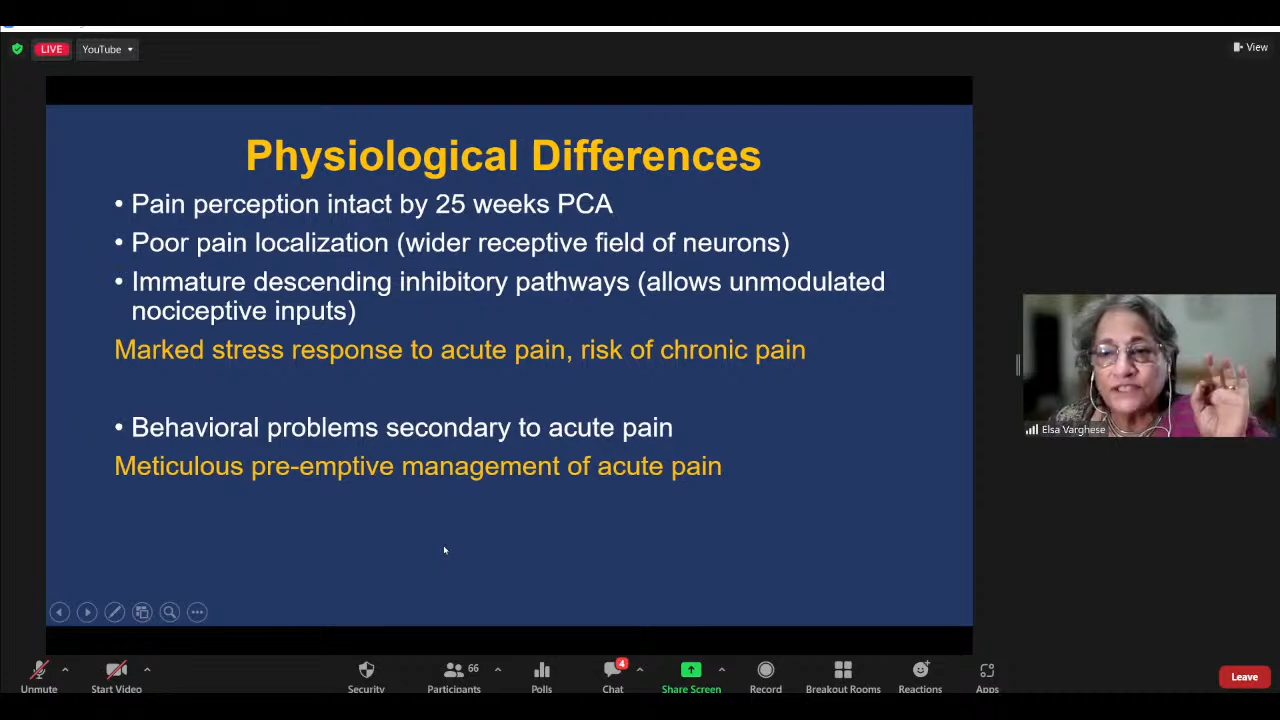 LIVE
YouTube
View
Physiological Differences
• Pain perception intact by 25 weeks PCA
• Poor pain localization (wider receptive field of neurons)
• Immature descending inhibitory pathways (allows unmodulated
nociceptive inputs)
Marked stress response to acute pain, risk of chronic pain
• Behavioral problems secondary to acute pain
Meticulous pre-emptive management of acute pain
Elsa Varghese
Unmute
Start Video
Security
66
Participants
Polls
4
Chat
Share Screen
Record
Breakout Rooms
Reactions
Apps
Leave